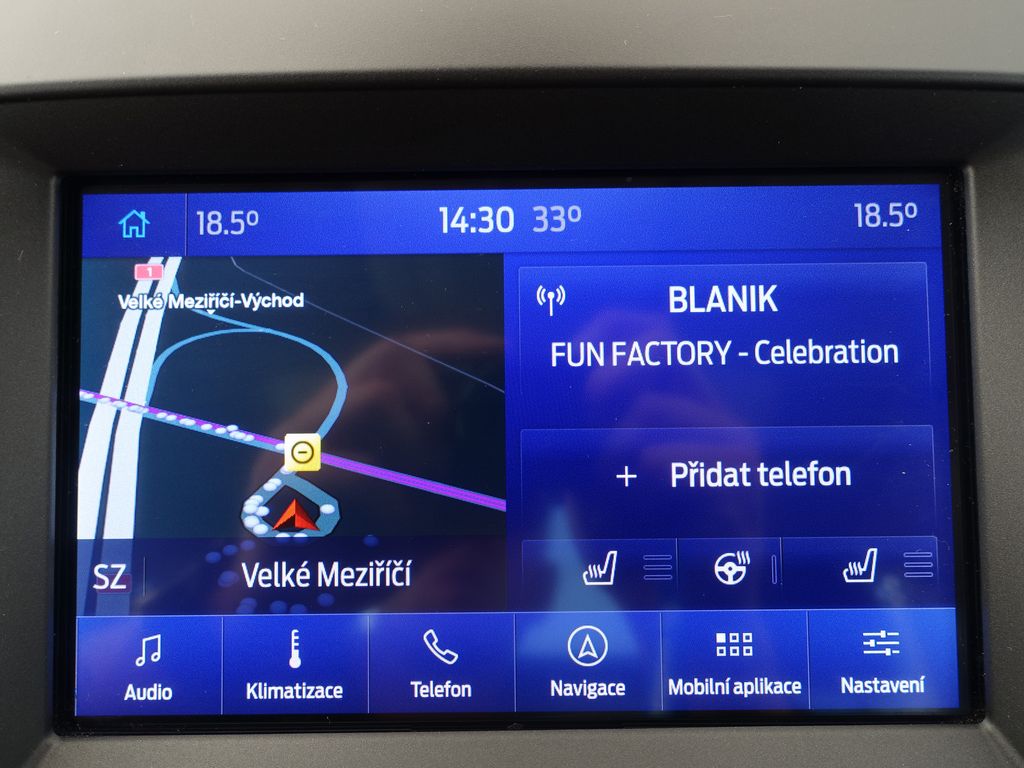 18.5° 14:30 33° 18.5°
1
Velké Meziříčí-Východ
BLANIK
FUN FACTORY - Celebration
+ Přidat telefon
SZ Velké Meziříčí
Audio Klimatizace Telefon Navigace Mobilní aplikace Nastavení